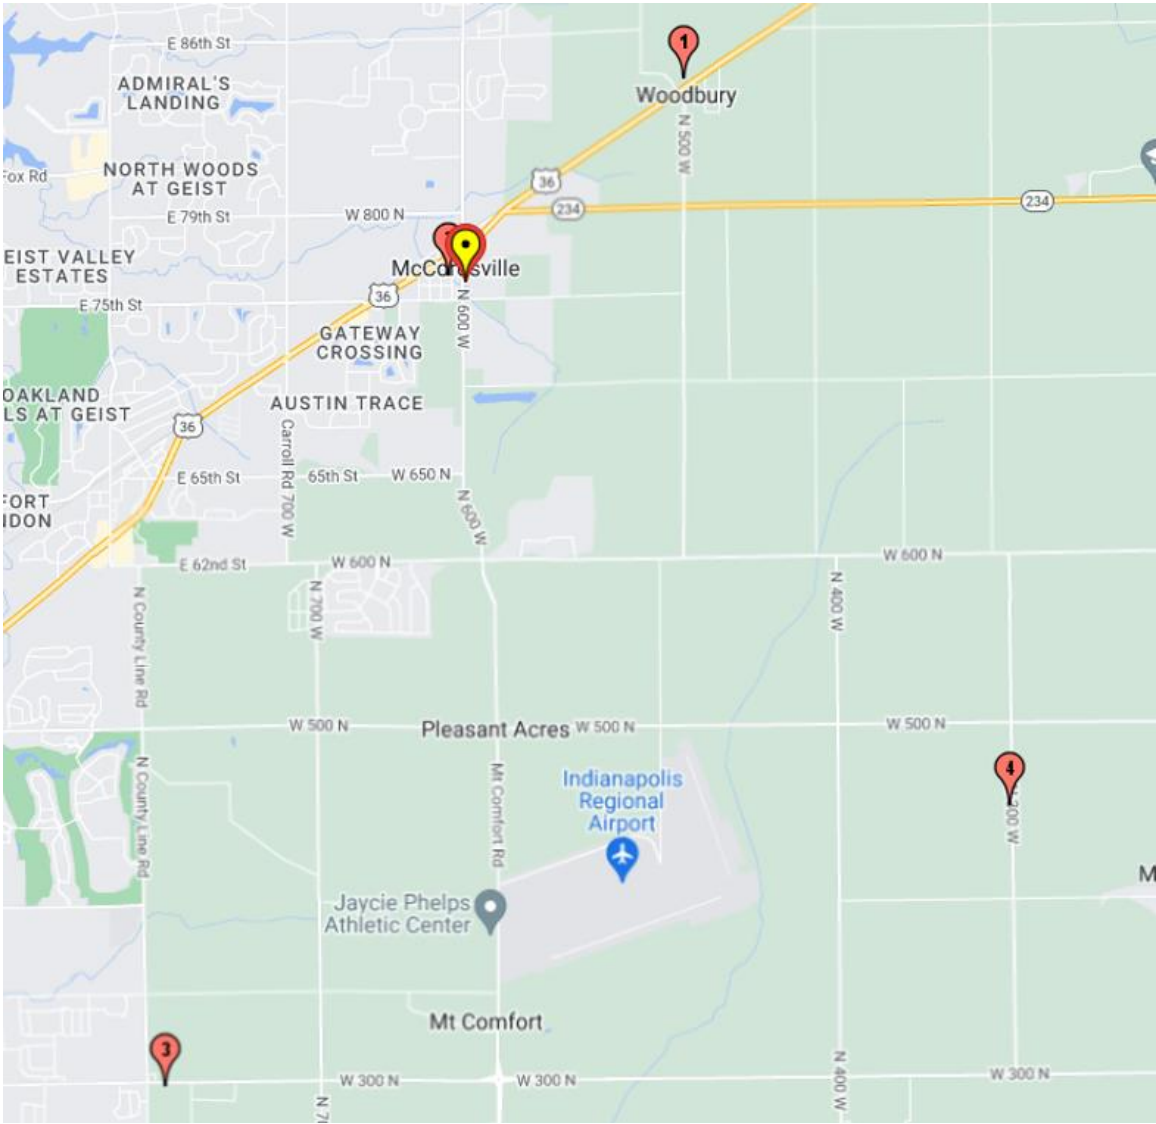 E 86th St
1
ADMIRAL'S
LANDING
Woodbury
N 500 W
Fox Rd
NORTH WOODS
AT GEIST
36
E 79th St
W 800 N
234
234
EIST VALLEY
ESTATES
McCordsville
36
E 75th St
N 600 W
GATEWAY
CROSSING
OAKLAND
LS AT GEIST
AUSTIN TRACE
36
Carroll Rd 700 W
E 65th St
65th St
W 650 N
FORT
N 600 W
E 62nd St
W 600 N
W 600 N
N County Line Rd
N 700 W
N 400 W
W 500 N
Pleasant Acres
W 500 N
W 500 N
N County Line Rd
Mt Comfort Rd
Indianapolis
Regional
Airport
4
00 W
M
Jaycie Phelps
Athletic Center
Mt Comfort
3
W 300 N
W 300 N
W 300 N
N 400 W
N 70